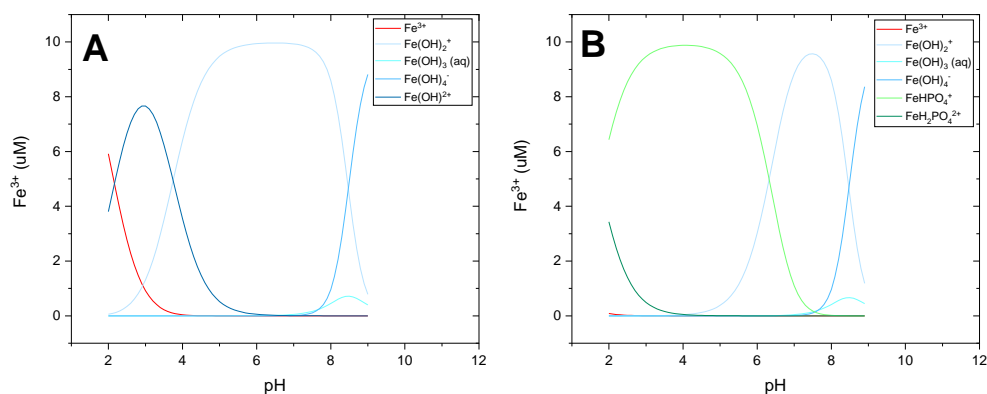 A
Fe³⁺
Fe(OH)₂⁺
Fe(OH)₃ (aq)
Fe(OH)₄⁻
Fe(OH)²⁺
10
8
6
4
2
0
Fe³⁺ (uM)
2
4
6
8
10
12
pH
B
Fe³⁺
Fe(OH)₂⁺
Fe(OH)₃ (aq)
Fe(OH)₄⁻
FeHPO₄⁺
FeH₂PO₄²⁺
10
8
6
4
2
0
Fe³⁺ (uM)
2
4
6
8
10
12
pH